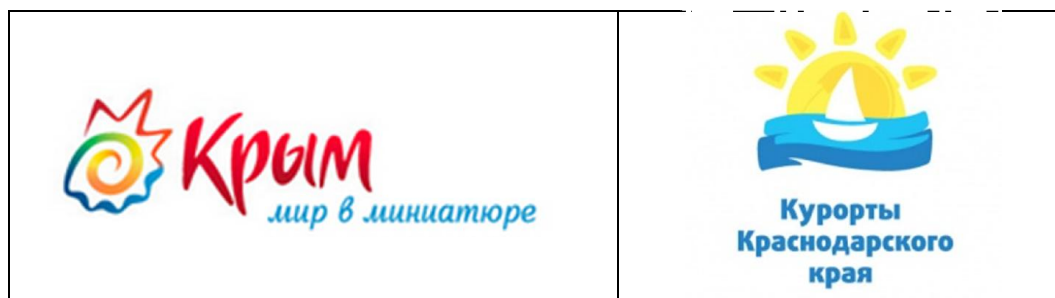 Крым
мир в миниатюре
Курорты
Краснодарского
края